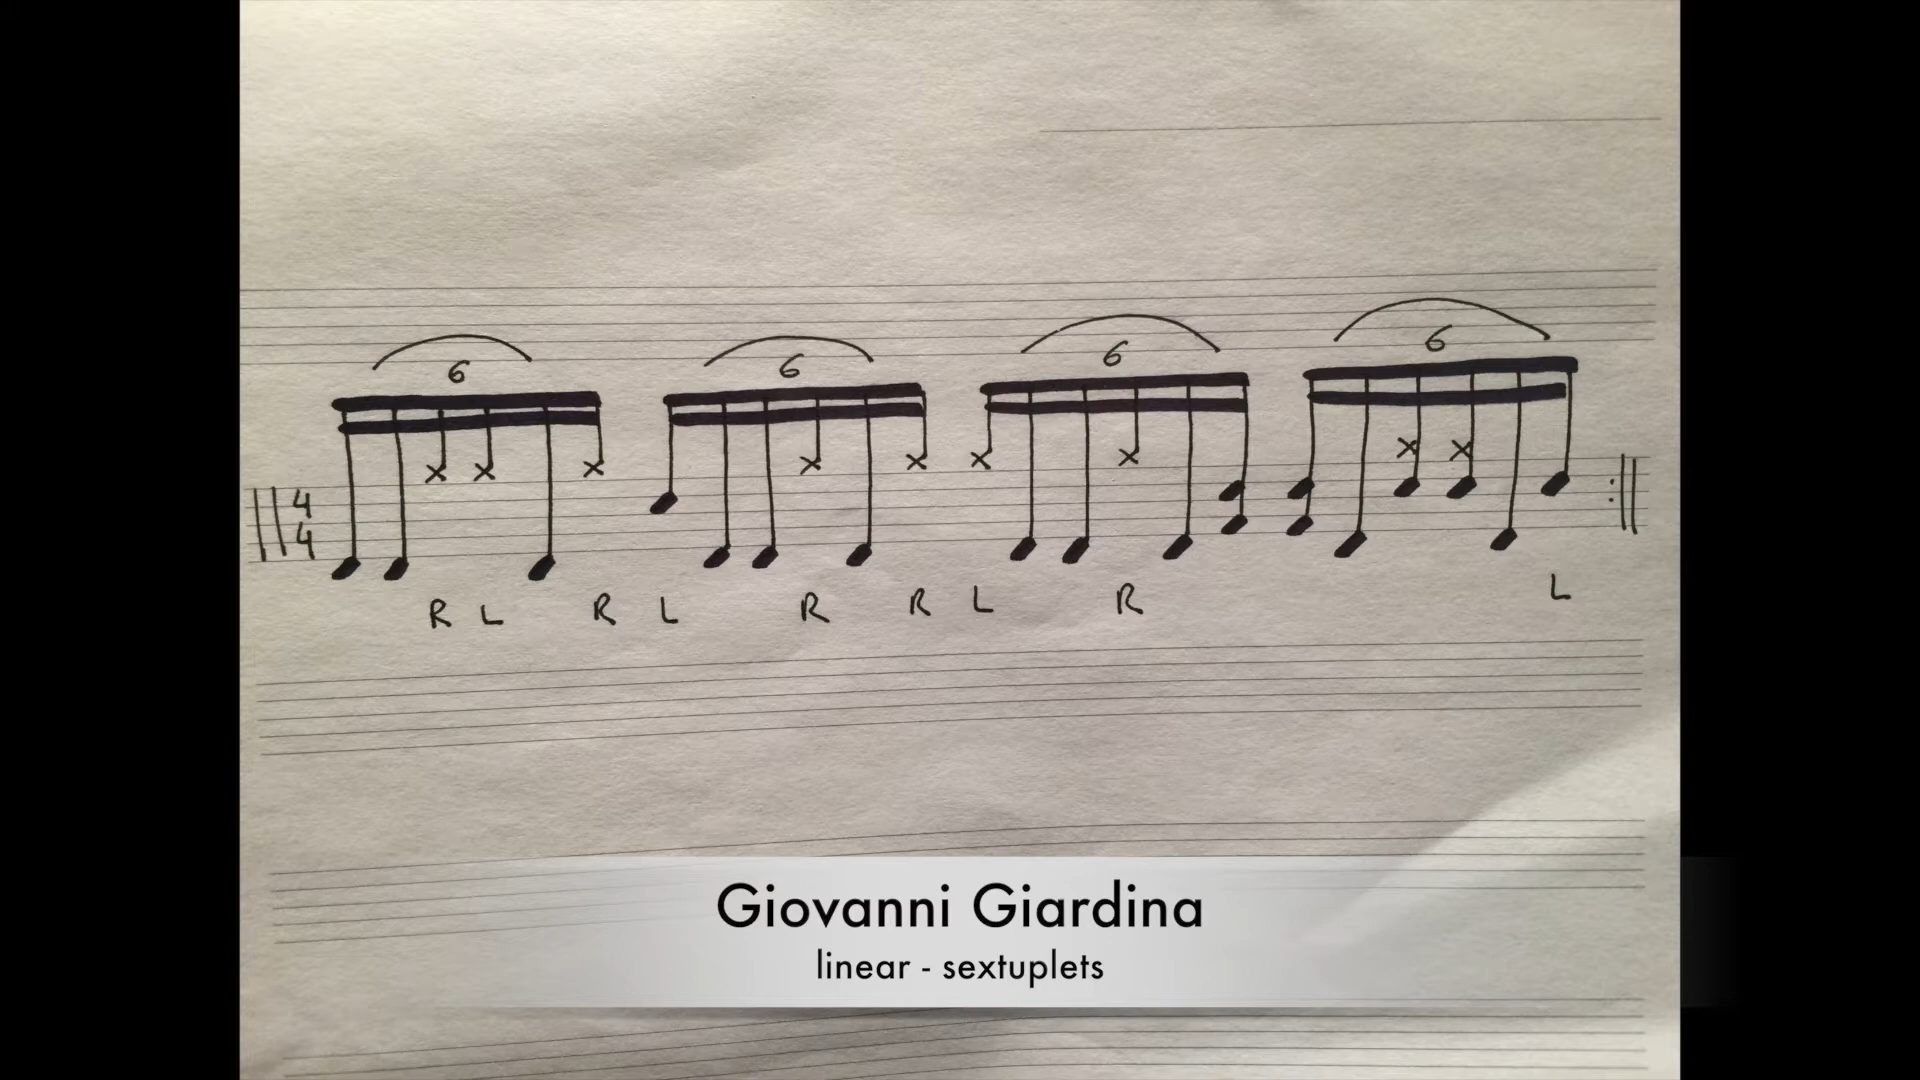 6 6 6 6
4
4
R L R L R R L R L
Giovanni Giardina
linear - sextuplets